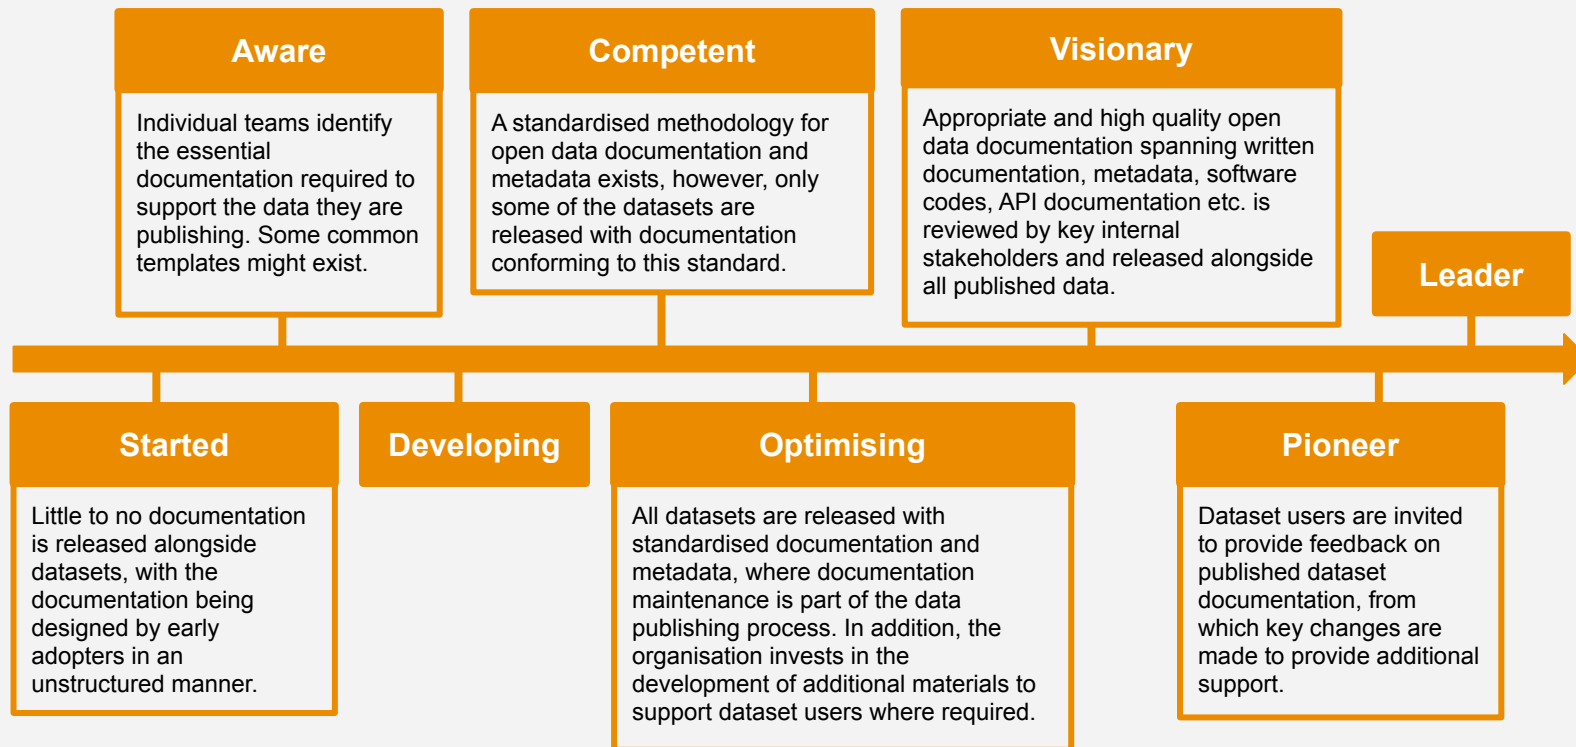 Aware
Individual teams identify
the essential
documentation required to
support the data they are
publishing. Some common
templates might exist.
Competent
A standardised methodology for
open data documentation and
metadata exists, however, only
some of the datasets are
released with documentation
conforming to this standard.
Visionary
Appropriate and high quality open
data documentation spanning written
documentation, metadata, software
codes, API documentation etc. is
reviewed by key internal
stakeholders and released alongside
all published data.
Leader
Started
Little to no documentation
is released alongside
datasets, with the
documentation being
designed by early
adopters in an
unstructured manner.
Developing
Optimising
All datasets are released with
standardised documentation and
metadata, where documentation
maintenance is part of the data
publishing process. In addition, the
organisation invests in the
development of additional materials to
support dataset users where required.
Pioneer
Dataset users are invited
to provide feedback on
published dataset
documentation, from
which key changes are
made to provide additional
support.